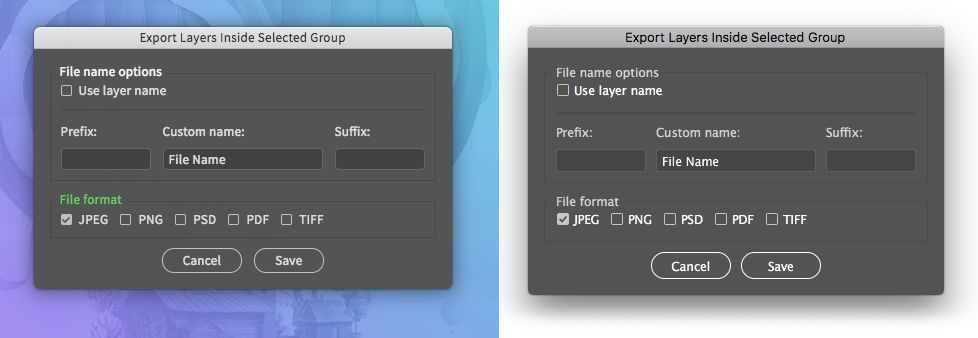 Export Layers Inside Selected Group
File name options
Use layer name
Prefix: Custom name: Suffix:
File Name
File format
JPEG PNG PSD PDF TIFF
Cancel Save
Export Layers Inside Selected Group
File name options
Use layer name
Prefix: Custom name: Suffix:
File Name
File format
JPEG PNG PSD PDF TIFF
Cancel Save